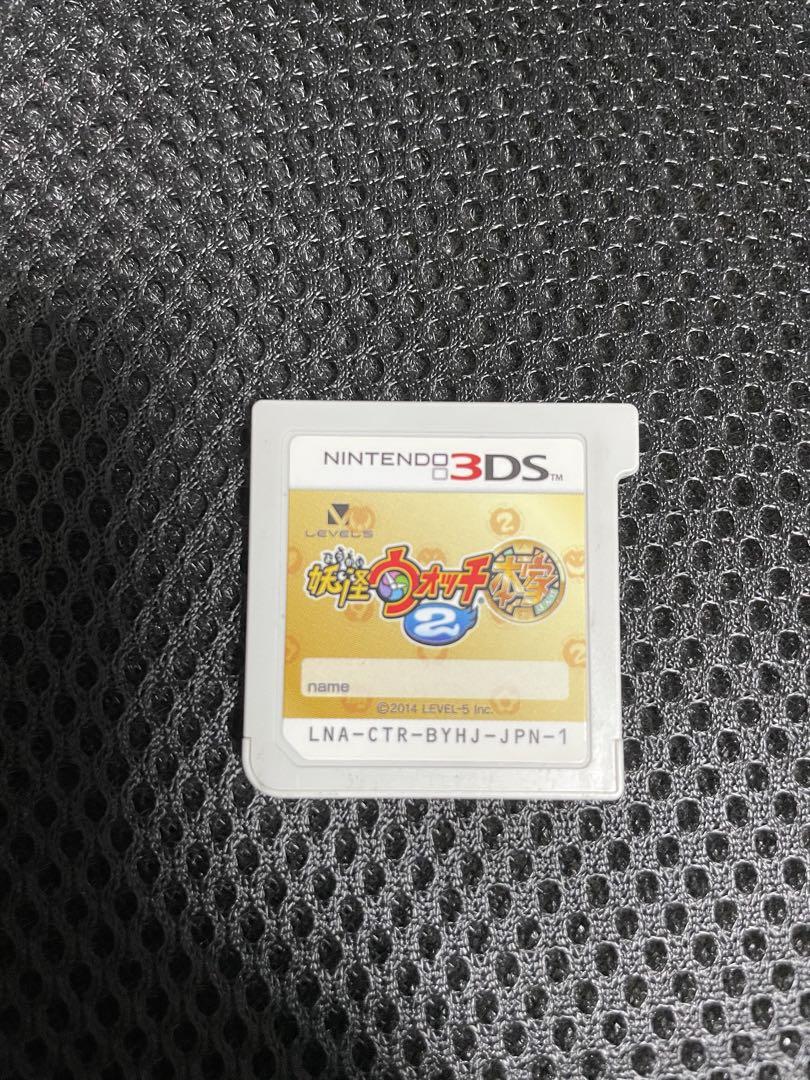 NINTENDO 3DS™
LEVEL5
妖怪ウォッチ 本家
2
name
©2014 LEVEL-5 Inc.
LNA-CTR-BYHJ-JPN-1